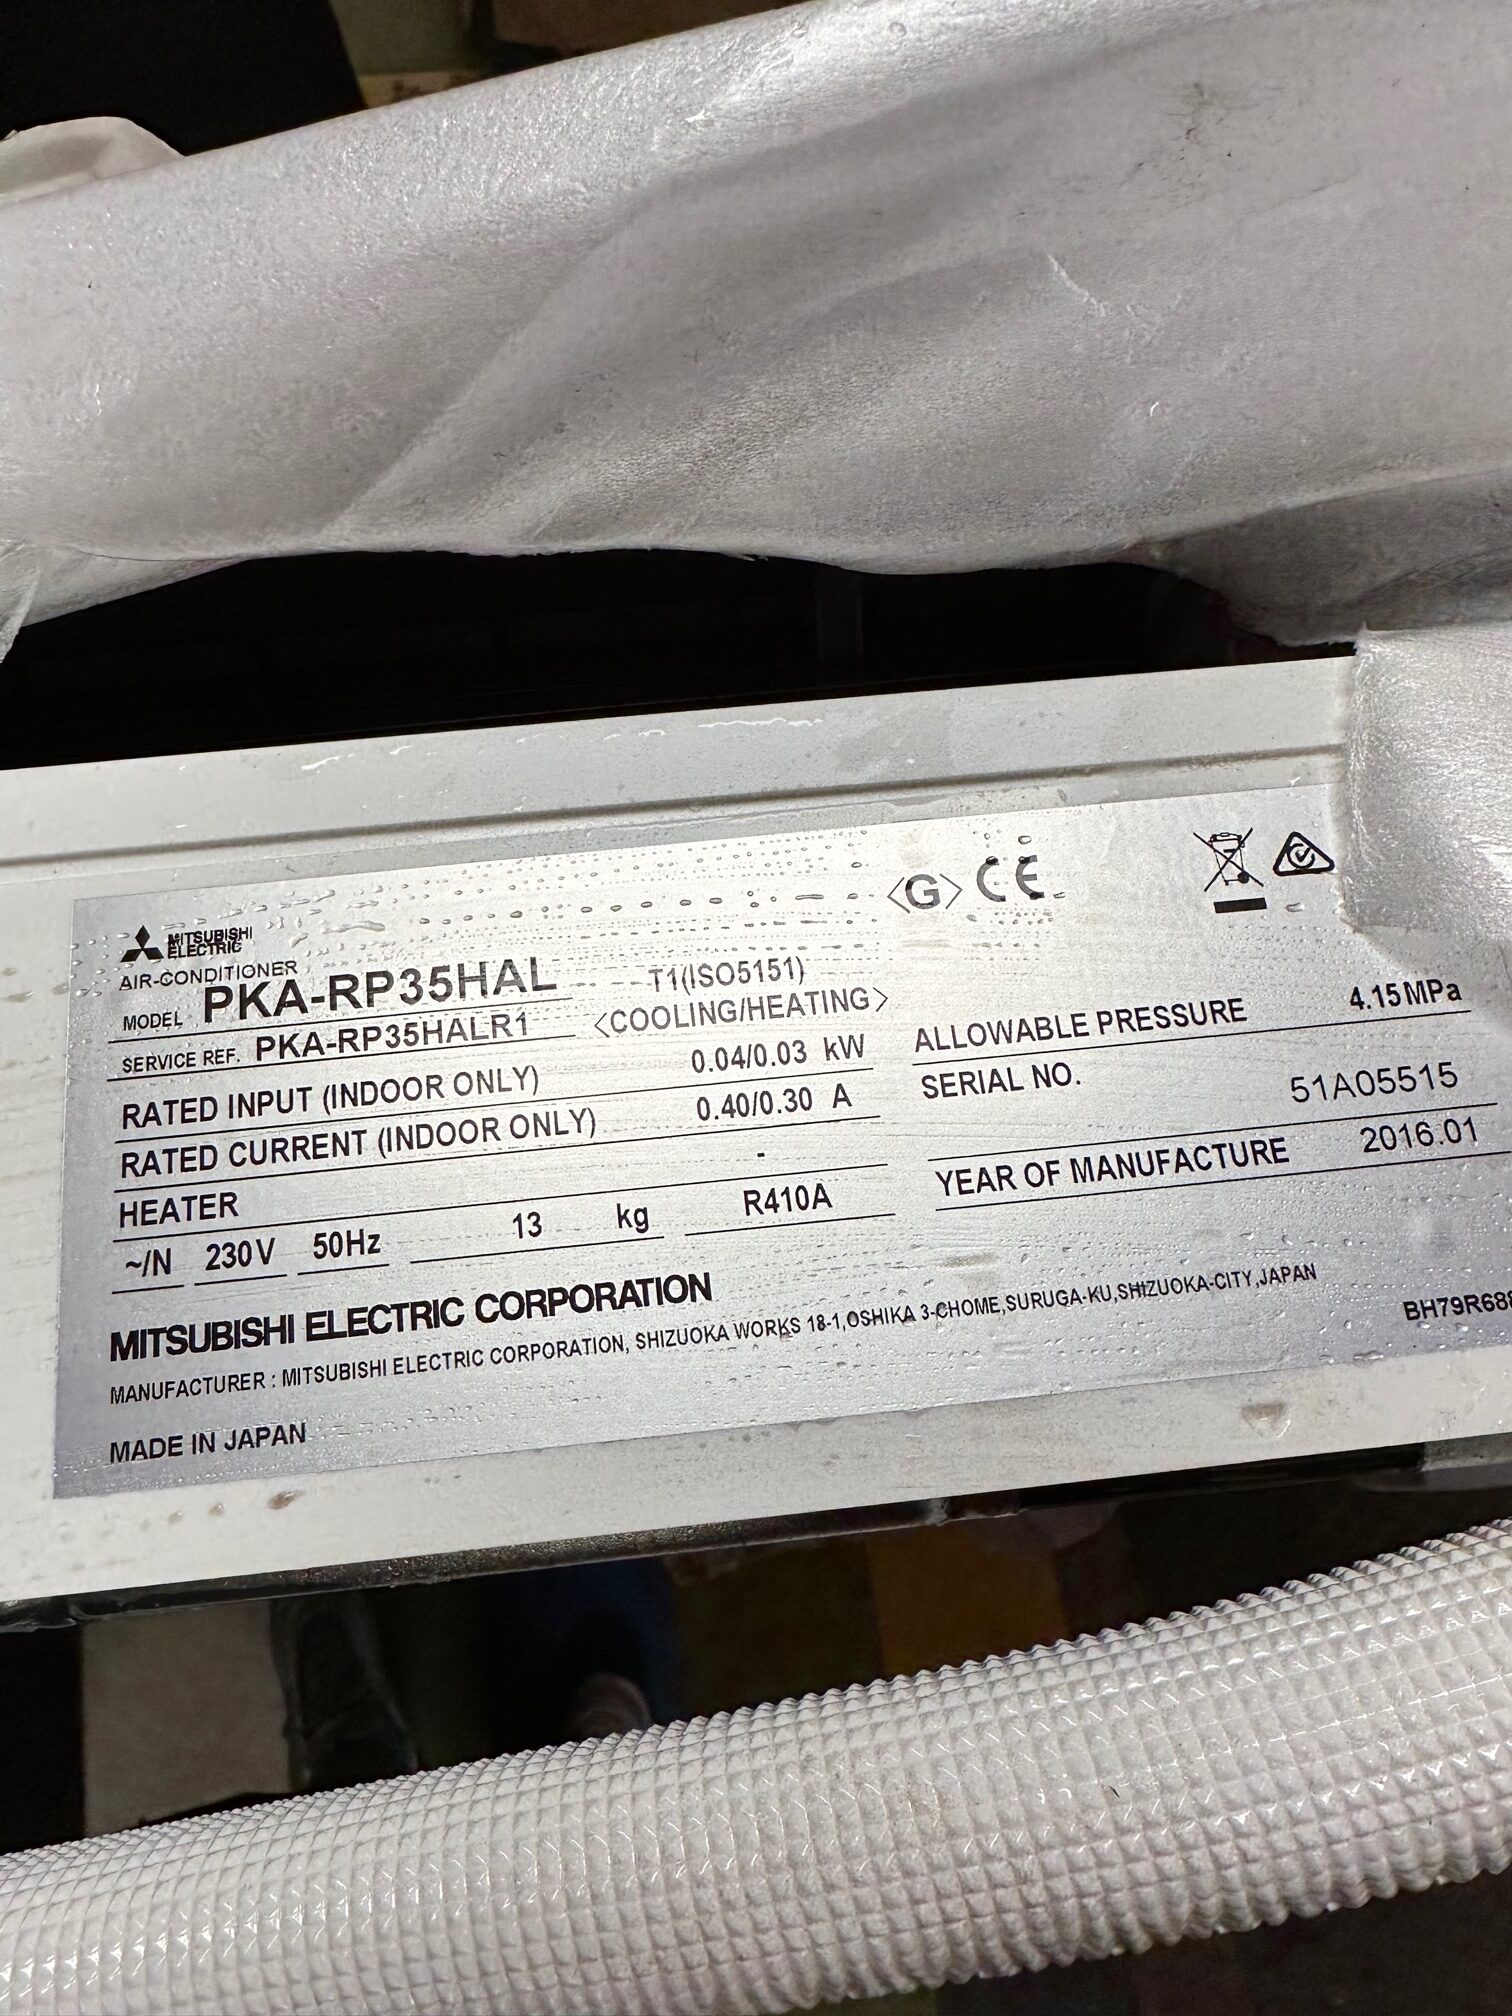 <G> CE
MITSUBISHI
ELECTRIC
AIR-CONDITIONER
MODEL PKA-RP35HAL T1(ISO5151)
SERVICE REF. PKA-RP35HALR1 <COOLING/HEATING>
RATED INPUT (INDOOR ONLY) 0.04/0.03 kW
RATED CURRENT (INDOOR ONLY) 0.40/0.30 A
HEATER -
~/N 230V 50Hz 13 kg R410A
ALLOWABLE PRESSURE 4.15MPa
SERIAL NO. 51A05515
YEAR OF MANUFACTURE 2016.01
MITSUBISHI ELECTRIC CORPORATION
MANUFACTURER : MITSUBISHI ELECTRIC CORPORATION, SHIZUOKA WORKS 18-1,OSHIKA 3-CHOME,SURUGA-KU,SHIZUOKA-CITY,JAPAN
MADE IN JAPAN